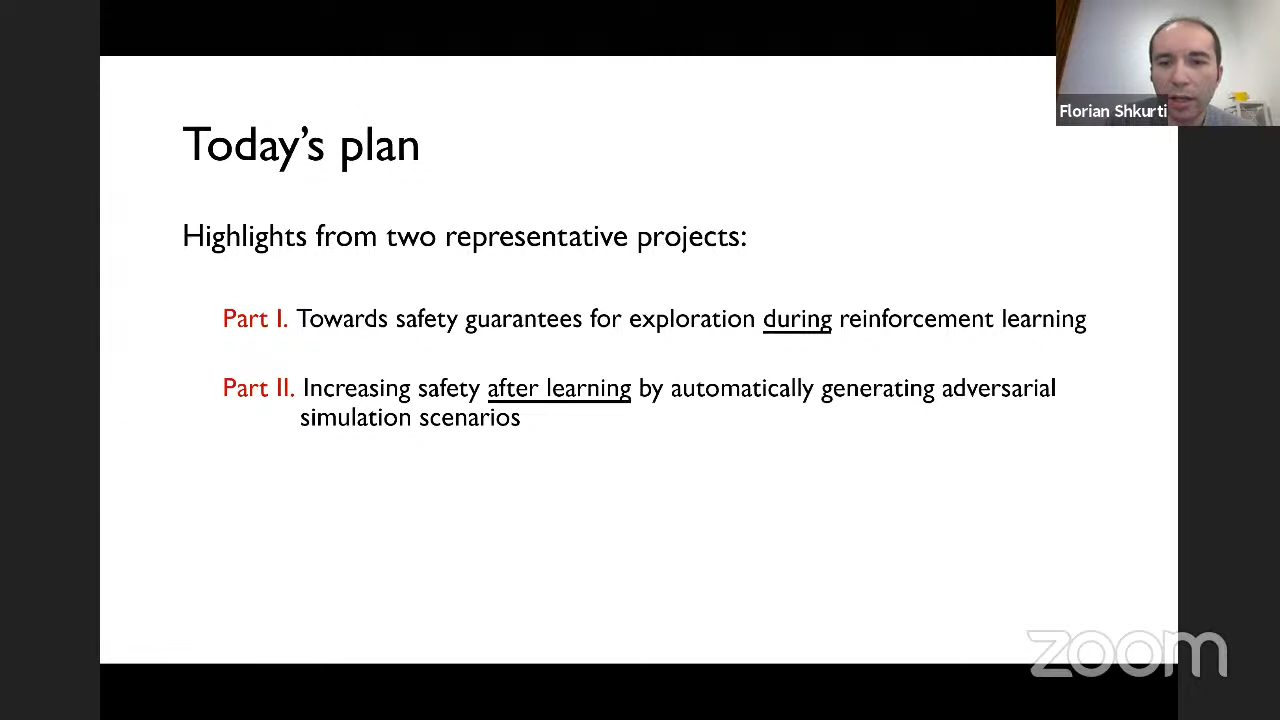 Florian Shkurti
Today's plan
Highlights from two representative projects:
Part I. Towards safety guarantees for exploration during reinforcement learning
Part II. Increasing safety after learning by automatically generating adversarial
simulation scenarios
zoom